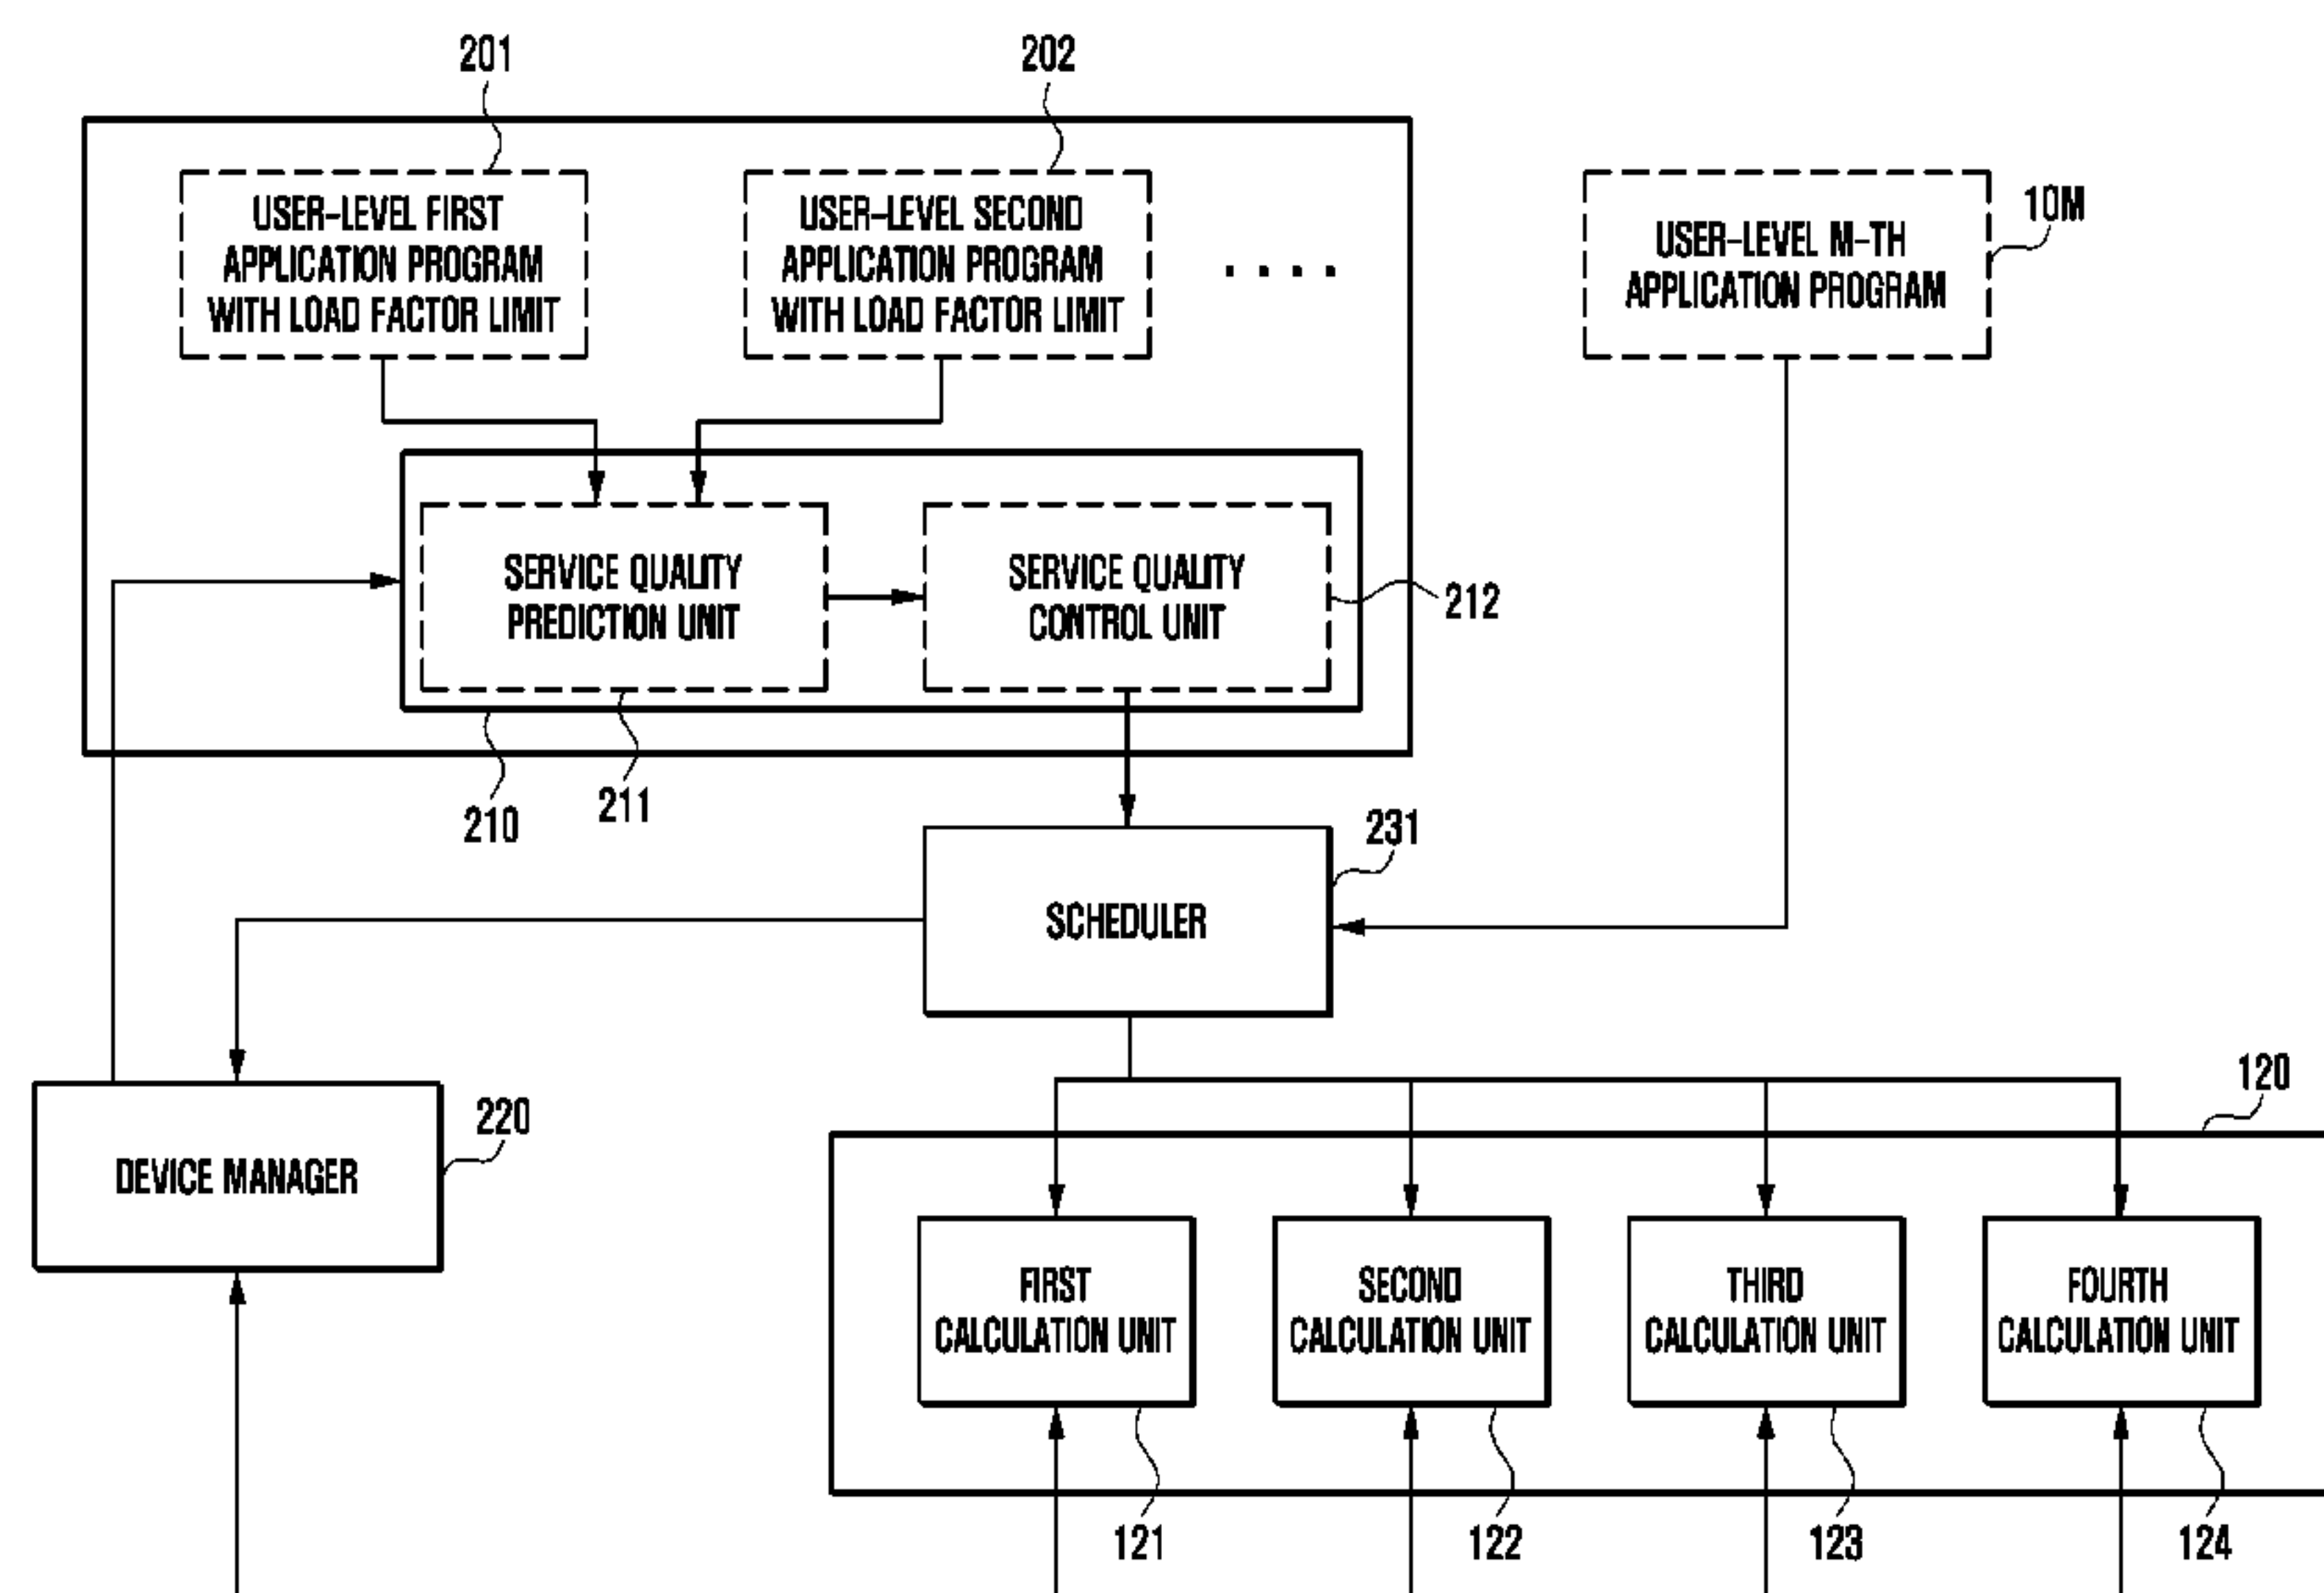 201
202
USER-LEVEL FIRST
APPLICATION PROGRAM
WITH LOAD FACTOR LIMIT
USER-LEVEL SECOND
APPLICATION PROGRAM
WITH LOAD FACTOR LIMIT
. . . .
USER-LEVEL M-TH
APPLICATION PROGRAM
10M
SERVICE QUALITY
PREDICTION UNIT
SERVICE QUALITY
CONTROL UNIT
212
210
211
231
SCHEDULER
DEVICE MANAGER
220
120
FIRST
CALCULATION UNIT
SECOND
CALCULATION UNIT
THIRD
CALCULATION UNIT
FOURTH
CALCULATION UNIT
121
122
123
124